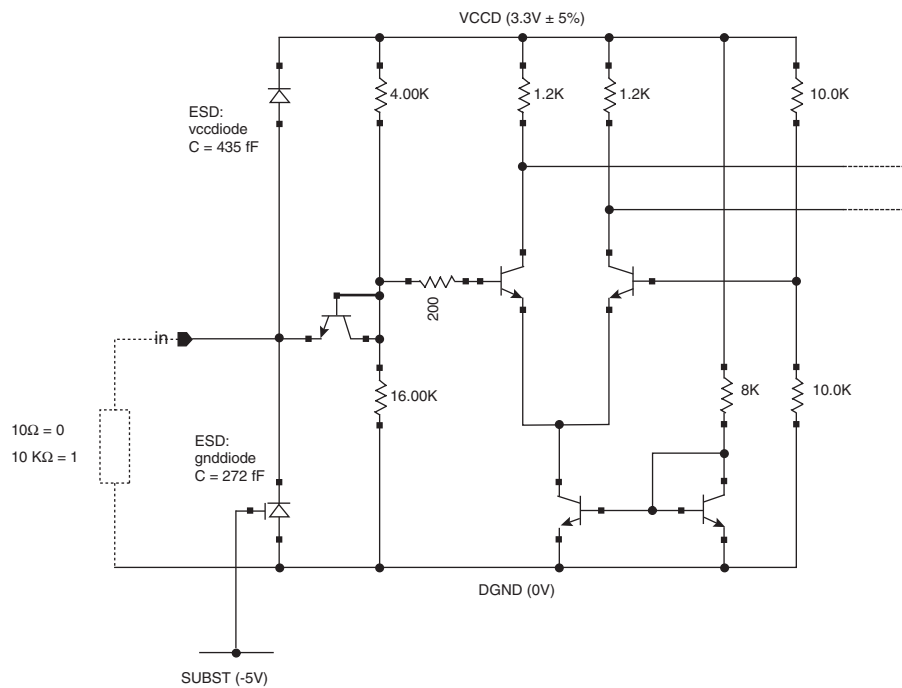 VCCD (3.3V ± 5%)
4.00K
1.2K
1.2K
10.0K
ESD:
vccdiode
C = 435 fF
200
in
16.00K
8K
10.0K
10Ω = 0
10 KΩ = 1
ESD:
gnddiode
C = 272 fF
DGND (0V)
SUBST (-5V)